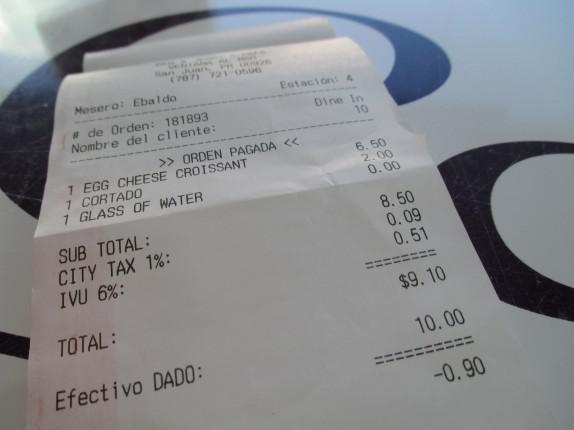 San Juan, PR 00926
(787) 721-0596
Mesero: Ebaldo Estación: 4
# de Orden: 181893 Dine In
Nombre del cliente: 10
>> ORDEN PAGADA <<
1 EGG CHEESE CROISSANT 6.50
1 CORTADO 2.00
1 GLASS OF WATER 0.00
SUB TOTAL: 8.50
CITY TAX 1%: 0.09
IVU 6%: 0.51
========
TOTAL: $9.10
Efectivo DADO: 10.00
==========
-0.90